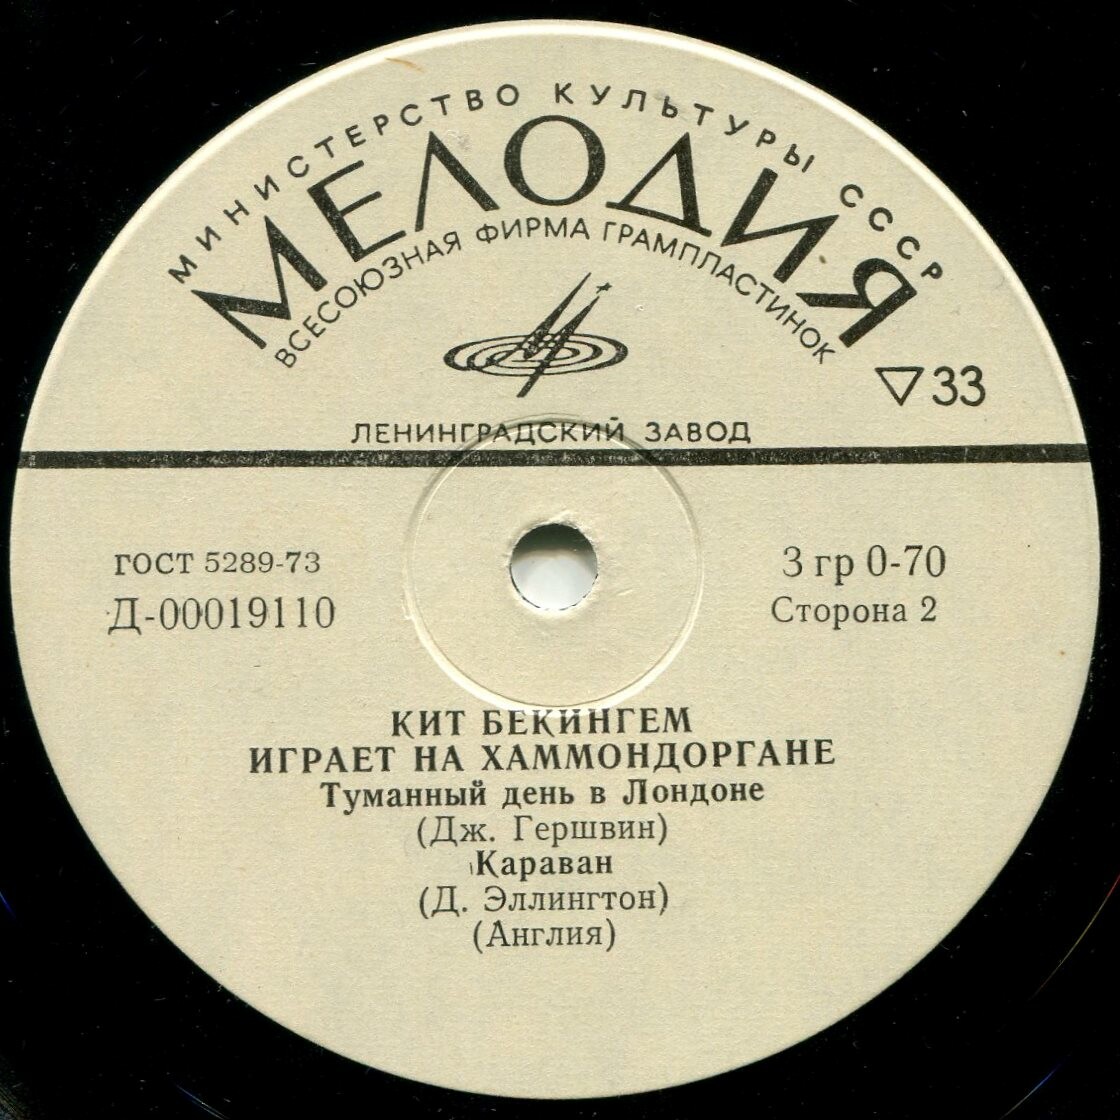 МИНИСТЕРСТВО КУЛЬТУРЫ СССР
МЕЛОДИЯ
ВСЕСОЮЗНАЯ ФИРМА ГРАМПЛАСТИНОК
▽33
ЛЕНИНГРАДСКИЙ ЗАВОД
ГОСТ 5289-73
3 гр 0-70
Д-00019110
Сторона 2
КИТ БЕКИНГЕМ
ИГРАЕТ НА ХАММОНДОРГАНЕ
Туманный день в Лондоне
(Дж. Гершвин)
Караван
(Д. Эллингтон)
(Англия)